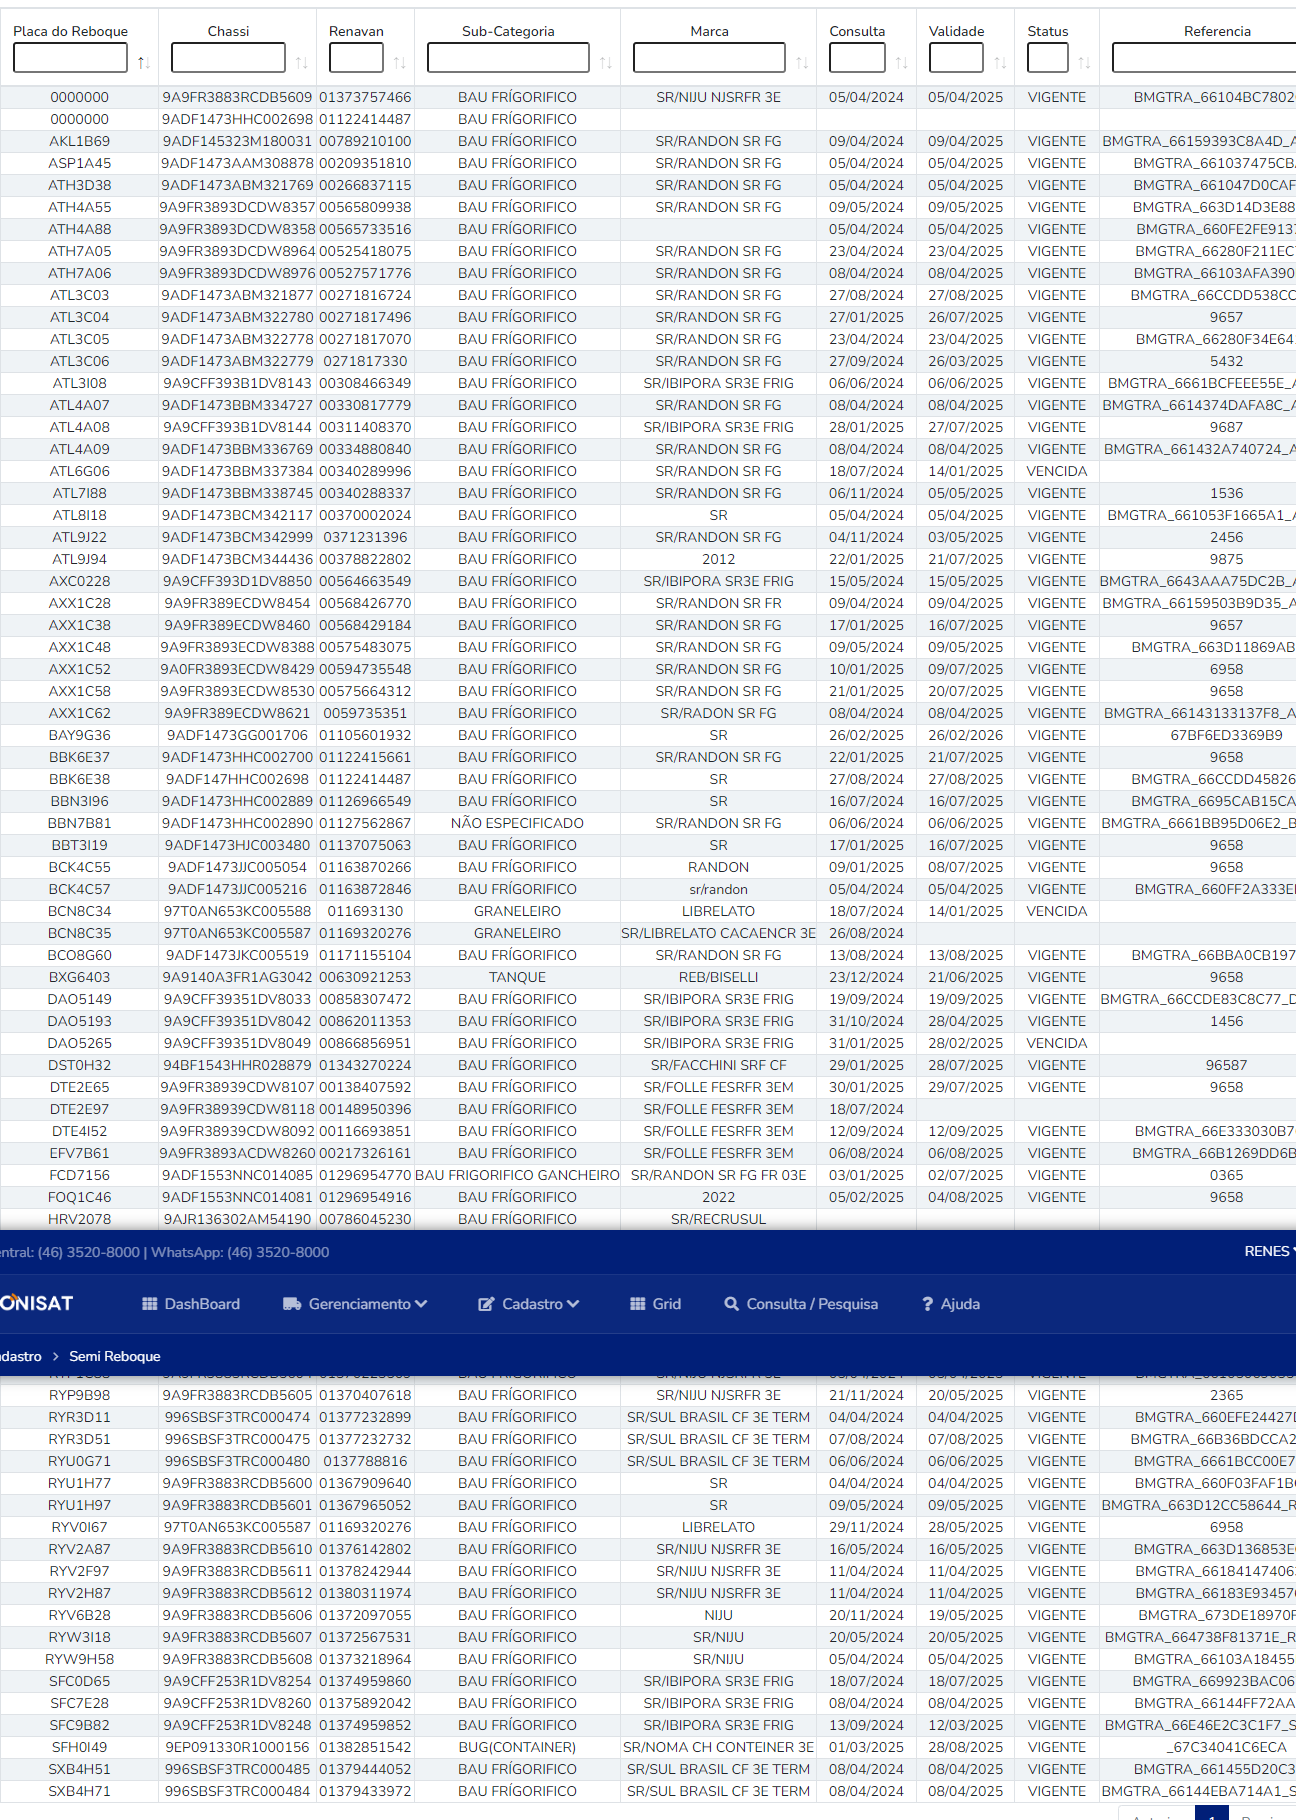 Placa do Reboque Chassi Renavan Sub-Categoria Marca Consulta Validade Status Referencia
0000000 9A9FR3883RCDB5609 01373757466 BAU FRÍGORIFICO SR/NIJU NJSRFR 3E 05/04/2024 05/04/2025 VIGENTE BMGTRA_66104BC7802
0000000 9ADF1473HHC002698 01122414487 BAU FRÍGORIFICO
AKL1B69 9ADF145323M180031 00789210100 BAU FRÍGORIFICO SR/RANDON SR FG 09/04/2024 09/04/2025 VIGENTE BMGTRA_66159393C8A4D_A
ASP1A45 9ADF1473AAM308878 00209351810 BAU FRÍGORIFICO SR/RANDON SR FG 05/04/2024 05/04/2025 VIGENTE BMGTRA_661037475CB
ATH3D38 9ADF1473ABM321769 00266837115 BAU FRÍGORIFICO SR/RANDON SR FG 05/04/2024 05/04/2025 VIGENTE BMGTRA_661047D0CAF
ATH4A55 9A9FR3893DCDW8357 00565809938 BAU FRÍGORIFICO SR/RANDON SR FG 09/05/2024 09/05/2025 VIGENTE BMGTRA_663D14D3E88
ATH4A88 9A9FR3893DCDW8358 00565733516 BAU FRÍGORIFICO 05/04/2024 05/04/2025 VIGENTE BMGTRA_660FE2FE913
ATH7A05 9A9FR3893DCDW8964 00525418075 BAU FRÍGORIFICO SR/RANDON SR FG 23/04/2024 23/04/2025 VIGENTE BMGTRA_66280F211EC
ATH7A06 9A9FR3893DCDW8976 00527571776 BAU FRÍGORIFICO SR/RANDON SR FG 08/04/2024 08/04/2025 VIGENTE BMGTRA_66103AFA390
ATL3C03 9ADF1473ABM321877 00271816724 BAU FRÍGORIFICO SR/RANDON SR FG 27/08/2024 27/08/2025 VIGENTE BMGTRA_66CCDD538CC
ATL3C04 9ADF1473ABM322780 00271817496 BAU FRÍGORIFICO SR/RANDON SR FG 27/01/2025 26/07/2025 VIGENTE 9657
ATL3C05 9ADF1473ABM322778 00271817070 BAU FRÍGORIFICO SR/RANDON SR FG 23/04/2024 23/04/2025 VIGENTE BMGTRA_66280F34E64
ATL3C06 9ADF1473ABM322779 0271817330 BAU FRÍGORIFICO SR/RANDON SR FG 27/09/2024 26/03/2025 VIGENTE 5432
ATL3I08 9A9CFF393B1DV8143 00308466349 BAU FRÍGORIFICO SR/IBIPORA SR3E FRIG 06/06/2024 06/06/2025 VIGENTE BMGTRA_6661BCFEEE55E_A
ATL4A07 9ADF1473BBM334727 00330817779 BAU FRÍGORIFICO SR/RANDON SR FG 08/04/2024 08/04/2025 VIGENTE BMGTRA_6614374DAFA8C_A
ATL4A08 9A9CFF393B1DV8144 00311408370 BAU FRÍGORIFICO SR/IBIPORA SR3E FRIG 28/01/2025 27/07/2025 VIGENTE 9687
ATL4A09 9ADF1473BBM336769 00334880840 BAU FRÍGORIFICO SR/RANDON SR FG 08/04/2024 08/04/2025 VIGENTE BMGTRA_661432A740724_A
ATL6G06 9ADF1473BBM337384 00340289996 BAU FRÍGORIFICO SR/RANDON SR FG 18/07/2024 14/01/2025 VENCIDA
ATL7I88 9ADF1473BBM338745 00340288337 BAU FRÍGORIFICO SR/RANDON SR FG 06/11/2024 05/05/2025 VIGENTE 1536
ATL8I18 9ADF1473BCM342117 00370002024 BAU FRÍGORIFICO SR 05/04/2024 05/04/2025 VIGENTE BMGTRA_661053F1665A1_A
ATL9J22 9ADF1473BCM342999 0371231396 BAU FRÍGORIFICO SR/RANDON SR FG 04/11/2024 03/05/2025 VIGENTE 2456
ATL9J94 9ADF1473BCM344436 00378822802 BAU FRÍGORIFICO 2012 22/01/2025 21/07/2025 VIGENTE 9875
AXC0228 9A9CFF393D1DV8850 00564663549 BAU FRÍGORIFICO SR/IBIPORA SR3E FRIG 15/05/2024 15/05/2025 VIGENTE BMGTRA_6643AAA75DC2B_A
AXX1C28 9A9FR389ECDW8454 00568426770 BAU FRÍGORIFICO SR/RANDON SR FR 09/04/2024 09/04/2025 VIGENTE BMGTRA_66159503B9D35_A
AXX1C38 9A9FR389ECDW8460 00568429184 BAU FRÍGORIFICO SR/RANDON SR FG 17/01/2025 16/07/2025 VIGENTE 9657
AXX1C48 9A9FR3893ECDW8388 00575483075 BAU FRÍGORIFICO SR/RANDON SR FG 09/05/2024 09/05/2025 VIGENTE BMGTRA_663D11869AB
AXX1C52 9A0FR3893ECDW8429 00594735548 BAU FRÍGORIFICO SR/RANDON SR FG 10/01/2025 09/07/2025 VIGENTE 6958
AXX1C58 9A9FR3893ECDW8530 00575664312 BAU FRÍGORIFICO SR/RANDON SR FG 21/01/2025 20/07/2025 VIGENTE 9658
AXX1C62 9A9FR389ECDW8621 0059735351 BAU FRÍGORIFICO SR/RADON SR FG 08/04/2024 08/04/2025 VIGENTE BMGTRA_66143133137F8_A
BAY9G36 9ADF1473GG001706 01105601932 BAU FRÍGORIFICO SR 26/02/2025 26/02/2026 VIGENTE 67BF6ED3369B9
BBK6E37 9ADF1473HHC002700 01122415661 BAU FRÍGORIFICO SR/RANDON SR FG 22/01/2025 21/07/2025 VIGENTE 9658
BBK6E38 9ADF147HHC002698 01122414487 BAU FRÍGORIFICO SR 27/08/2024 27/08/2025 VIGENTE BMGTRA_66CCDD45826
BBN3I96 9ADF1473HHC002889 01126966549 BAU FRÍGORIFICO SR 16/07/2024 16/07/2025 VIGENTE BMGTRA_6695CAB15CA
BBN7B81 9ADF1473HHC002890 01127562867 NÃO ESPECIFICADO SR/RANDON SR FG 06/06/2024 06/06/2025 VIGENTE BMGTRA_6661BB95D06E2_B
BBT3I19 9ADF1473HJC003480 01137075063 BAU FRÍGORIFICO SR 17/01/2025 16/07/2025 VIGENTE 9658
BCK4C55 9ADF1473JJC005054 01163870266 BAU FRÍGORIFICO RANDON 09/01/2025 08/07/2025 VIGENTE 9658
BCK4C57 9ADF1473JJC005216 01163872846 BAU FRÍGORIFICO sr/randon 05/04/2024 05/04/2025 VIGENTE BMGTRA_660FF2A333E
BCN8C34 97T0AN653KC005588 011693130 GRANELEIRO LIBRELATO 18/07/2024 14/01/2025 VENCIDA
BCN8C35 97T0AN653KC005587 01169320276 GRANELEIRO SR/LIBRELATO CACAENCR 3E 26/08/2024
BCO8G60 9ADF1473JKC005519 01171155104 BAU FRÍGORIFICO SR/RANDON SR FG 13/08/2024 13/08/2025 VIGENTE BMGTRA_66BBA0CB197
BXG6403 9A9140A3FR1AG3042 00630921253 TANQUE REB/BISELLI 23/12/2024 21/06/2025 VIGENTE 9658
DAO5149 9A9CFF39351DV8033 00858307472 BAU FRÍGORIFICO SR/IBIPORA SR3E FRIG 19/09/2024 19/09/2025 VIGENTE BMGTRA_66CCDE83C8C77_D
DAO5193 9A9CFF39351DV8042 00862011353 BAU FRÍGORIFICO SR/IBIPORA SR3E FRIG 31/10/2024 28/04/2025 VIGENTE 1456
DAO5265 9A9CFF39351DV8049 00866856951 BAU FRÍGORIFICO SR/IBIPORA SR3E FRIG 31/01/2025 28/02/2025 VENCIDA
DST0H32 94BF1543HHR028879 01343270224 BAU FRÍGORIFICO SR/FACCHINI SRF CF 29/01/2025 28/07/2025 VIGENTE 96587
DTE2E65 9A9FR38939CDW8107 00138407592 BAU FRÍGORIFICO SR/FOLLE FESRFR 3EM 30/01/2025 29/07/2025 VIGENTE 9658
DTE2E97 9A9FR38939CDW8118 00148950396 BAU FRÍGORIFICO SR/FOLLE FESRFR 3EM 18/07/2024
DTE4I52 9A9FR38939CDW8092 00116693851 BAU FRÍGORIFICO SR/FOLLE FESRFR 3EM 12/09/2024 12/09/2025 VIGENTE BMGTRA_66E333030B7
EFV7B61 9A9FR3893ACDW8260 00217326161 BAU FRÍGORIFICO SR/FOLLE FESRFR 3EM 06/08/2024 06/08/2025 VIGENTE BMGTRA_66B1269DD6B
FCD7156 9ADF1553NNC014085 01296954770 BAU FRIGORIFICO GANCHEIRO SR/RANDON SR FG FR 03E 03/01/2025 02/07/2025 VIGENTE 0365
FOQ1C46 9ADF1553NNC014081 01296954916 BAU FRÍGORIFICO 2022 05/02/2025 04/08/2025 VIGENTE 9658
HRV2078 9AJR136302AM54190 00786045230 BAU FRÍGORIFICO SR/RECRUSUL
entral: (46) 3520-8000 | WhatsApp: (46) 3520-8000 RENES
ONISAT DashBoard Gerenciamento Cadastro Grid Consulta / Pesquisa Ajuda
adastro > Semi Reboque
RYP9B98 9A9FR3883RCDB5605 01370407618 BAU FRÍGORIFICO SR/NIJU NJSRFR 3E 21/11/2024 20/05/2025 VIGENTE 2365
RYR3D11 996SBSF3TRC000474 01377232899 BAU FRÍGORIFICO SR/SUL BRASIL CF 3E TERM 04/04/2024 04/04/2025 VIGENTE BMGTRA_660EFE24427
RYR3D51 996SBSF3TRC000475 01377232732 BAU FRÍGORIFICO SR/SUL BRASIL CF 3E TERM 07/08/2024 07/08/2025 VIGENTE BMGTRA_66B36BDCCA2
RYU0G71 996SBSF3TRC000480 0137788816 BAU FRÍGORIFICO SR/SUL BRASIL CF 3E TERM 06/06/2024 06/06/2025 VIGENTE BMGTRA_6661BCC00E7
RYU1H77 9A9FR3883RCDB5600 01367909640 BAU FRÍGORIFICO SR 04/04/2024 04/04/2025 VIGENTE BMGTRA_660F03FAF1B
RYU1H97 9A9FR3883RCDB5601 01367965052 BAU FRÍGORIFICO SR 09/05/2024 09/05/2025 VIGENTE BMGTRA_663D12CC58644_R
RYV0I67 97T0AN653KC005587 01169320276 BAU FRÍGORIFICO LIBRELATO 29/11/2024 28/05/2025 VIGENTE 6958
RYV2A87 9A9FR3883RCDB5610 01376142802 BAU FRÍGORIFICO SR/NIJU NJSRFR 3E 16/05/2024 16/05/2025 VIGENTE BMGTRA_663D136853E
RYV2F97 9A9FR3883RCDB5611 01378242944 BAU FRÍGORIFICO SR/NIJU NJSRFR 3E 11/04/2024 11/04/2025 VIGENTE BMGTRA_66184147406
RYV2H87 9A9FR3883RCDB5612 01380311974 BAU FRÍGORIFICO SR/NIJU NJSRFR 3E 11/04/2024 11/04/2025 VIGENTE BMGTRA_66183E93457
RYV6B28 9A9FR3883RCDB5606 01372097055 BAU FRÍGORIFICO NIJU 20/11/2024 19/05/2025 VIGENTE BMGTRA_673DE18970F
RYW3I18 9A9FR3883RCDB5607 01372567531 BAU FRÍGORIFICO SR/NIJU 20/05/2024 20/05/2025 VIGENTE BMGTRA_664738F81371E_R
RYW9H58 9A9FR3883RCDB5608 01373218964 BAU FRÍGORIFICO SR/NIJU 05/04/2024 05/04/2025 VIGENTE BMGTRA_66103A18455
SFC0D65 9A9CFF253R1DV8254 01374959860 BAU FRÍGORIFICO SR/IBIPORA SR3E FRIG 18/07/2024 18/07/2025 VIGENTE BMGTRA_669923BAC06
SFC7E28 9A9CFF253R1DV8260 01375892042 BAU FRÍGORIFICO SR/IBIPORA SR3E FRIG 08/04/2024 08/04/2025 VIGENTE BMGTRA_66144FF72AA
SFC9B82 9A9CFF253R1DV8248 01374959852 BAU FRÍGORIFICO SR/IBIPORA SR3E FRIG 13/09/2024 12/03/2025 VIGENTE BMGTRA_66E46E2C3C1F7_S
SFH0I49 9EP091330R1000156 01382851542 BUG(CONTAINER) SR/NOMA CH CONTEINER 3E 01/03/2025 28/08/2025 VIGENTE _67C34041C6ECA
SXB4H51 996SBSF3TRC000485 01379444052 BAU FRÍGORIFICO SR/SUL BRASIL CF 3E TERM 08/04/2024 08/04/2025 VIGENTE BMGTRA_661455D20C3
SXB4H71 996SBSF3TRC000484 01379433972 BAU FRÍGORIFICO SR/SUL BRASIL CF 3E TERM 08/04/2024 08/04/2025 VIGENTE BMGTRA_66144EBA714A1_S